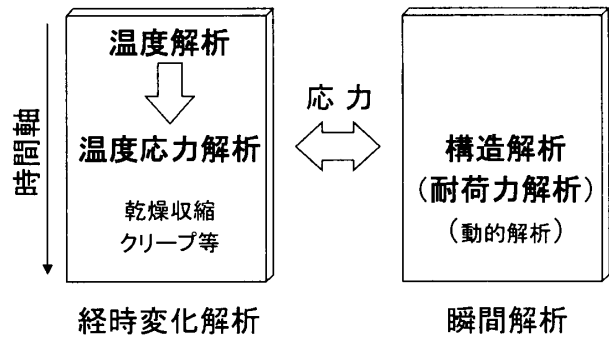 時間軸
温度解析
温度応力解析
乾燥収縮
クリープ等
経時変化解析
応力
構造解析
(耐荷力解析)
(動的解析)
瞬間解析